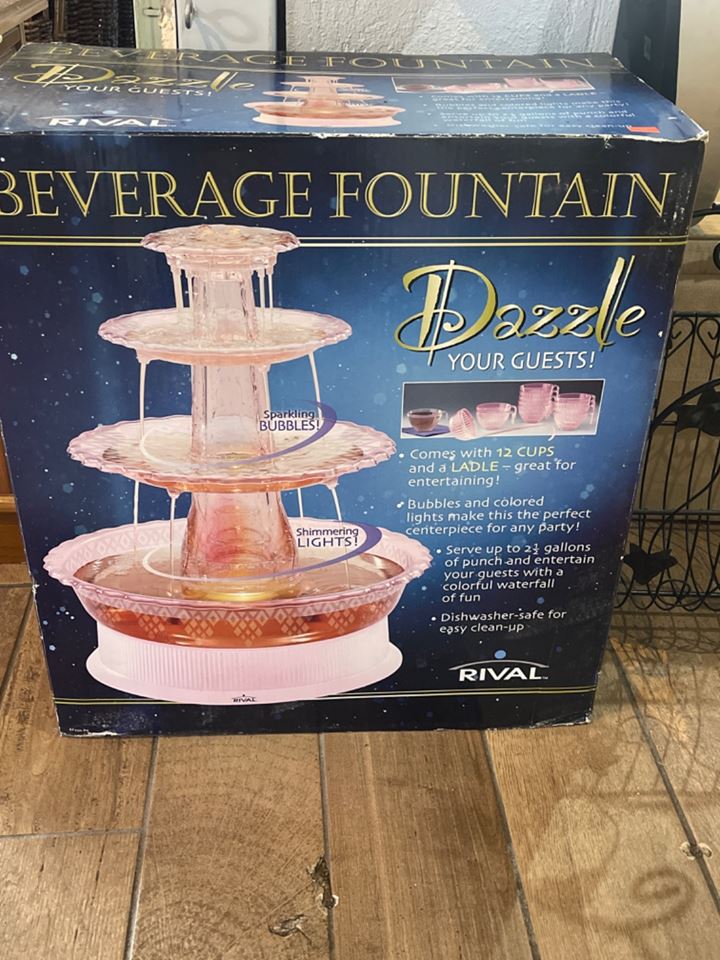 BEVERAGE FOUNTAIN
Dazzle
YOUR GUESTS!
RIVAL
BEVERAGE FOUNTAIN
Dazzle
YOUR GUESTS!
Sparkling
BUBBLES!
• Comes with 12 CUPS
and a LADLE – great for
entertaining!
• Bubbles and colored
lights make this the perfect
centerpiece for any party!
Shimmering
LIGHTS!
• Serve up to 2½ gallons
of punch and entertain
your guests with a
colorful waterfall
of fun
• Dishwasher-safe for
easy clean-up
RIVAL™
RIVAL